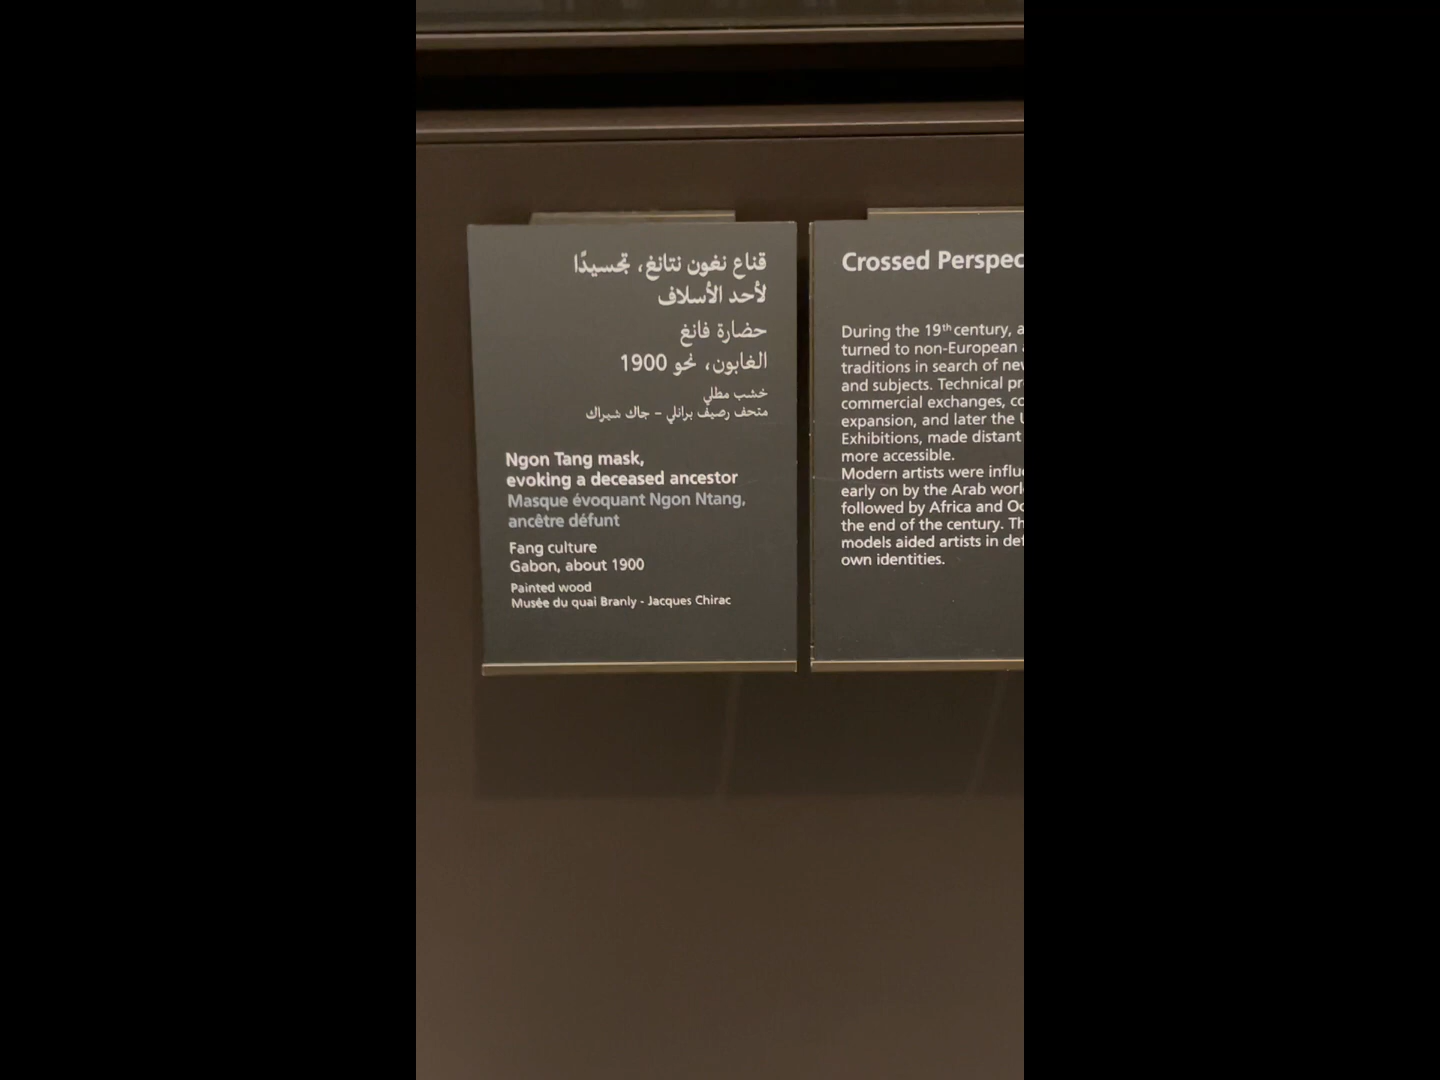 قناع نغون نتانغ، تجسيدًا
لأحد الأسلاف
حضارة فانغ
الغابون، نحو 1900
خشب مطلي
متحف رصيف برانلي - جاك شيراك
Ngon Tang mask,
evoking a deceased ancestor
Masque évoquant Ngon Ntang,
ancêtre défunt
Fang culture
Gabon, about 1900
Painted wood
Musée du quai Branly - Jacques Chirac
Crossed Perspec
During the 19th century, a
turned to non-European
traditions in search of ne
and subjects. Technical pr
commercial exchanges, co
expansion, and later the U
Exhibitions, made distant
more accessible.
Modern artists were influ
early on by the Arab worl
followed by Africa and Oc
the end of the century. Th
models aided artists in def
own identities.